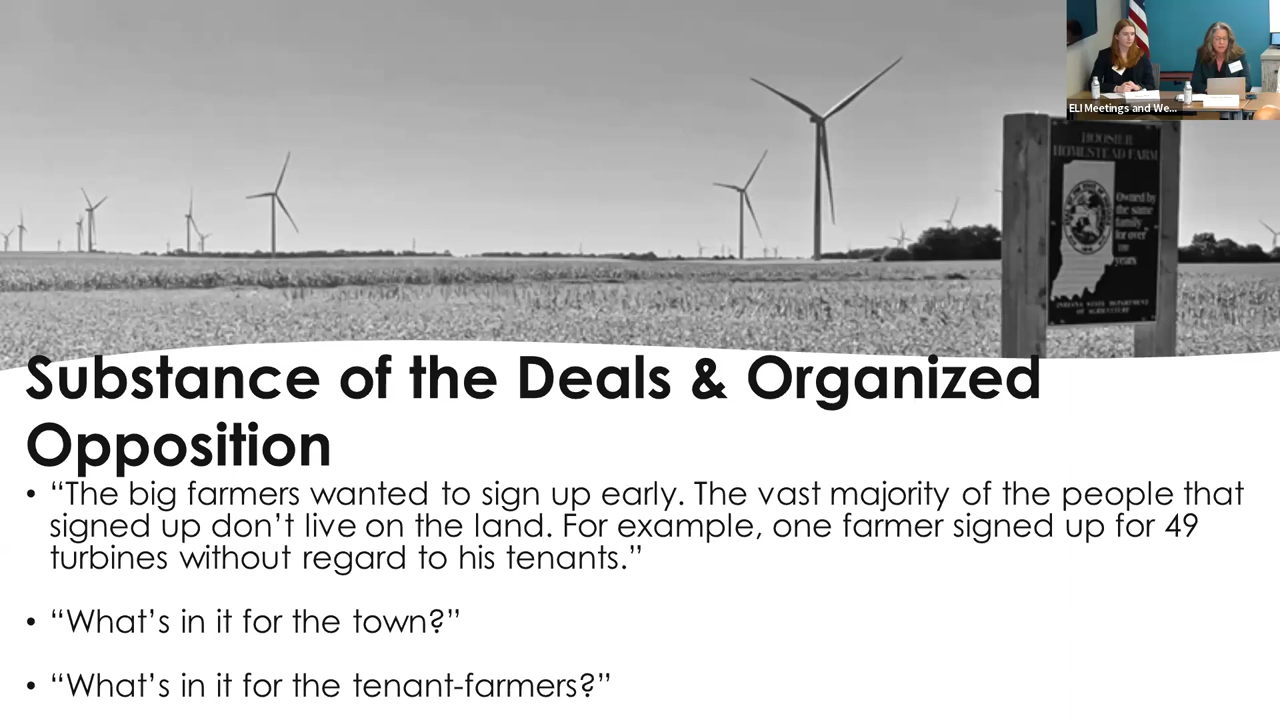 ELI Meetings and We...
HOOSIER
HOMESTEAD FARM
Owned by
the same
family
for over
100
years
INDIANA STATE DEPARTMENT
OF AGRICULTURE
Substance of the Deals & Organized
Opposition
• “The big farmers wanted to sign up early. The vast majority of the people that
signed up don’t live on the land. For example, one farmer signed up for 49
turbines without regard to his tenants.”
• “What’s in it for the town?”
• “What’s in it for the tenant-farmers?”